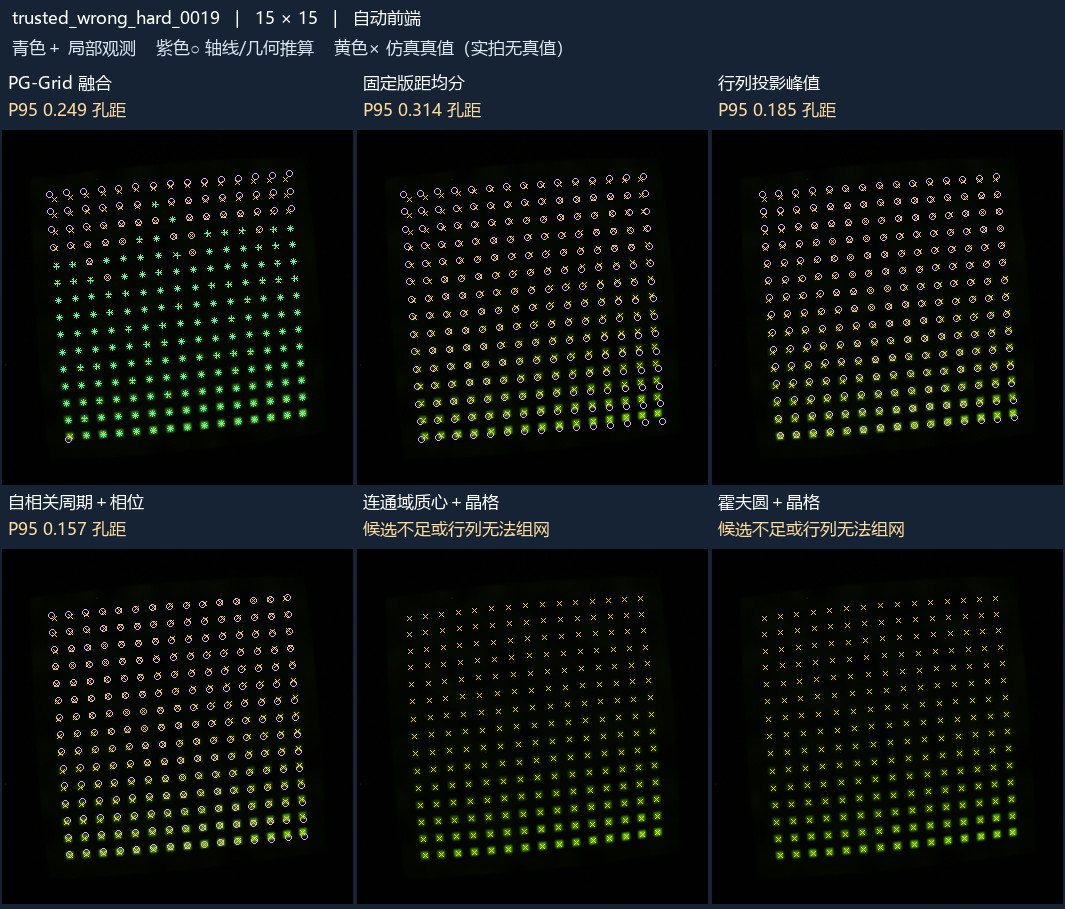 trusted_wrong_hard_0019 | 15 × 15 | 自动前端
青色+ 局部观测 紫色○ 轴线/几何推算 黄色× 仿真真值（实拍无真值）
PG-Grid 融合
P95 0.249 孔距
固定版距均分
P95 0.314 孔距
行列投影峰值
P95 0.185 孔距
自相关周期+相位
P95 0.157 孔距
连通域质心+晶格
候选不足或行列无法组网
霍夫圆+晶格
候选不足或行列无法组网